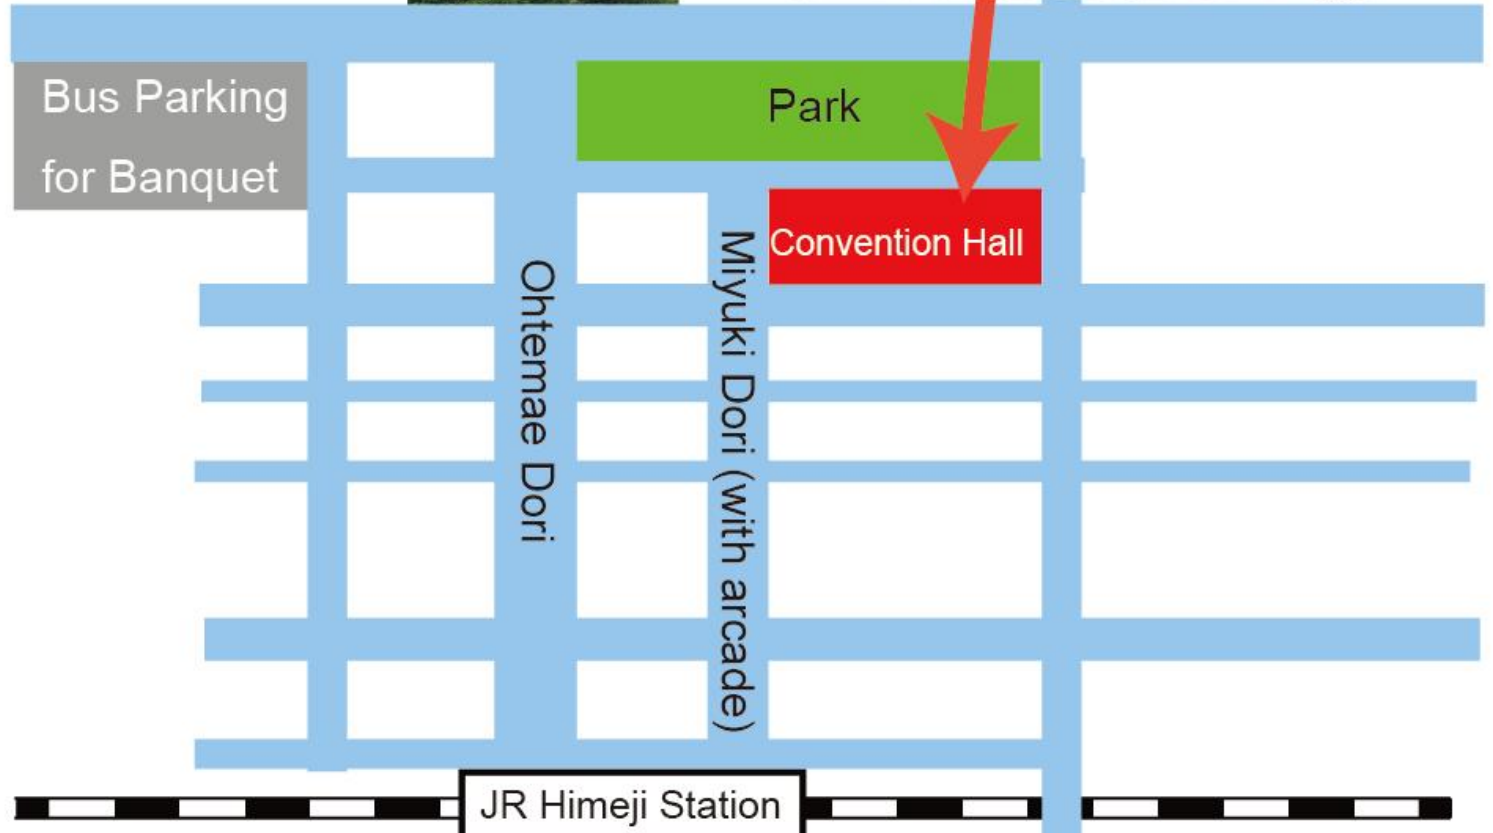 Bus Parking
for Banquet
Park
Convention Hall
Ohtemae Dori
Miyuki Dori (with arcade)
JR Himeji Station